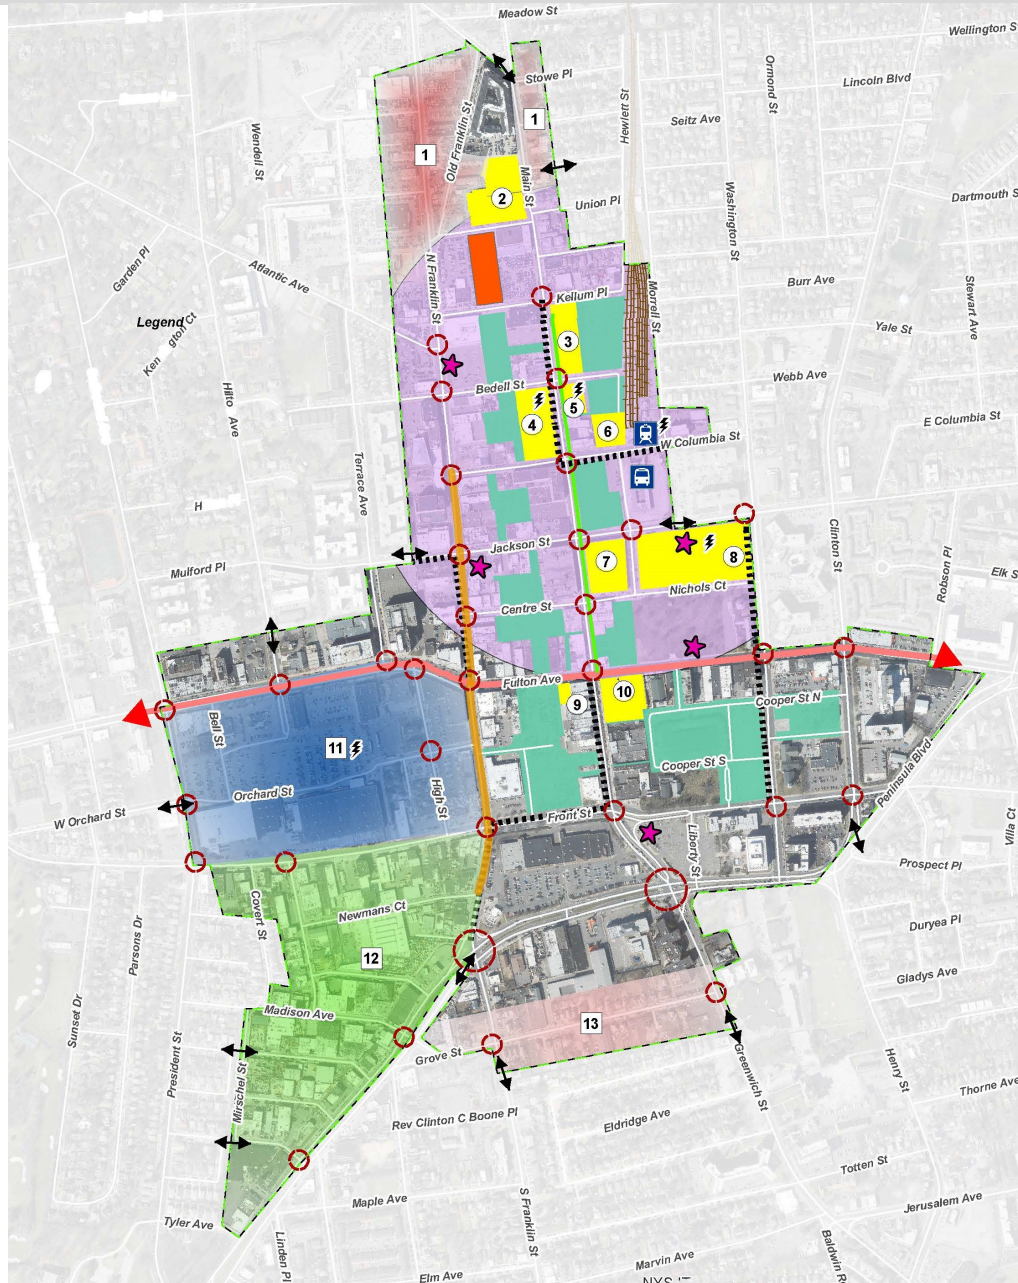 Meadow St
Wellington S
Stowe Pl
Lincoln Blvd
Ormond St
Old Franklin St
Hewlett St
Seitz Ave
1
Wendell St
1
Main St
2
Union Pl
Washington St
Dartmouth S
Garden Pl
Atlantic Ave
N Franklin St
Burr Ave
Kellum Pl
Morrell St
Stewart Ave
Legend
Ken
gton Ct
3
Yale St
Hilto
Ave
Bedell St
Webb Ave
5
4
6
E Columbia St
W Columbia St
Terrace Ave
H
Jackson St
Clinton St
Robson Pl
Mulford Pl
7
8
Elk S
Nichols Ct
Centre St
Fulton Ave
9
10
Cooper St N
Bell St
11
Cooper St S
Peninsula Blvd
Orchard St
High St
W Orchard St
Front St
Liberty St
Villa Ct
Prospect Pl
Covert St
Newmans Ct
Parsons Dr
Duryea Pl
12
Gladys Ave
Sunset Dr
Madison Ave
13
President St
Mirschel St
Grove St
Greenwich St
Henry St
Thorne Ave
Rev Clinton C Boone Pl
Eldridge Ave
Totten St
Maple Ave
Jerusalem Ave
Tyler Ave
S Franklin St
Linden Pl
Baldwin R
Marvin Ave
Elm Ave